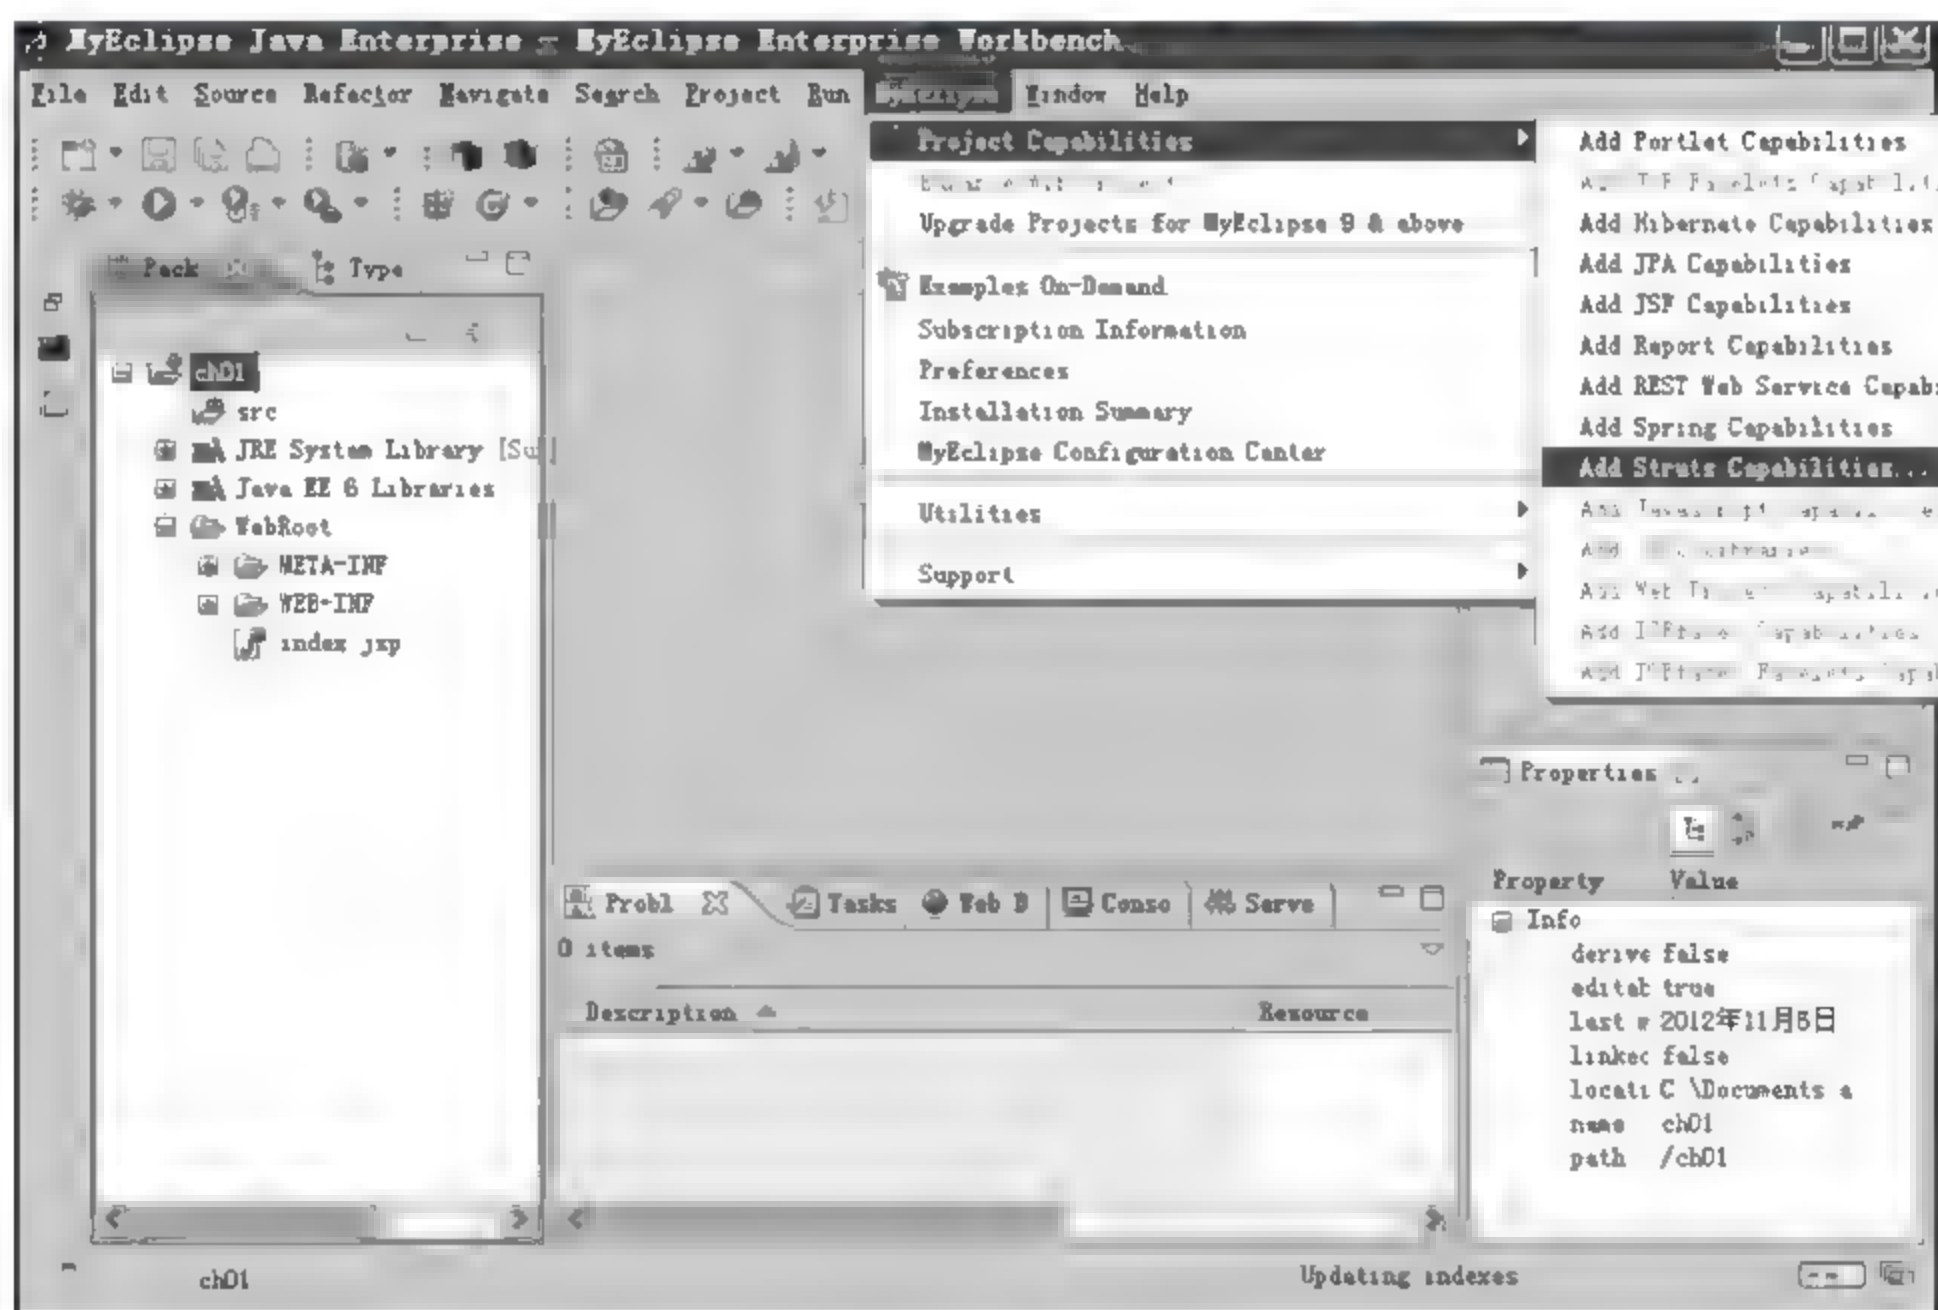 MyEclipse Java Enterprise - MyEclipse Enterprise Workbench
File Edit Source Refactor Navigate Search Project Run Window Help
Project Capabilities
Upgrade Projects for MyEclipse 9 & above
Examples On-Demand
Subscription Information
Preferences
Installation Summary
MyEclipse Configuration Center
Utilities
Support
Add Portlet Capabilities
Add Hibernate Capabilities
Add JPA Capabilities
Add JSF Capabilities
Add Report Capabilities
Add REST Web Service
Add Spring Capabilities
Add Struts Capabilities...
Pack Type
ch01
src
JRE System Library [Su
Java EE 6 Libraries
WebRoot
META-INF
WEB-INF
index jsp
Probl Tasks Web B Conso Serve
0 items
Description Resource
Properties
Property Value
Info
derive false
editab true
last 2012年11月5日
linked false
locati C \Documents a
name ch01
path /ch01
ch01 Updating indexes